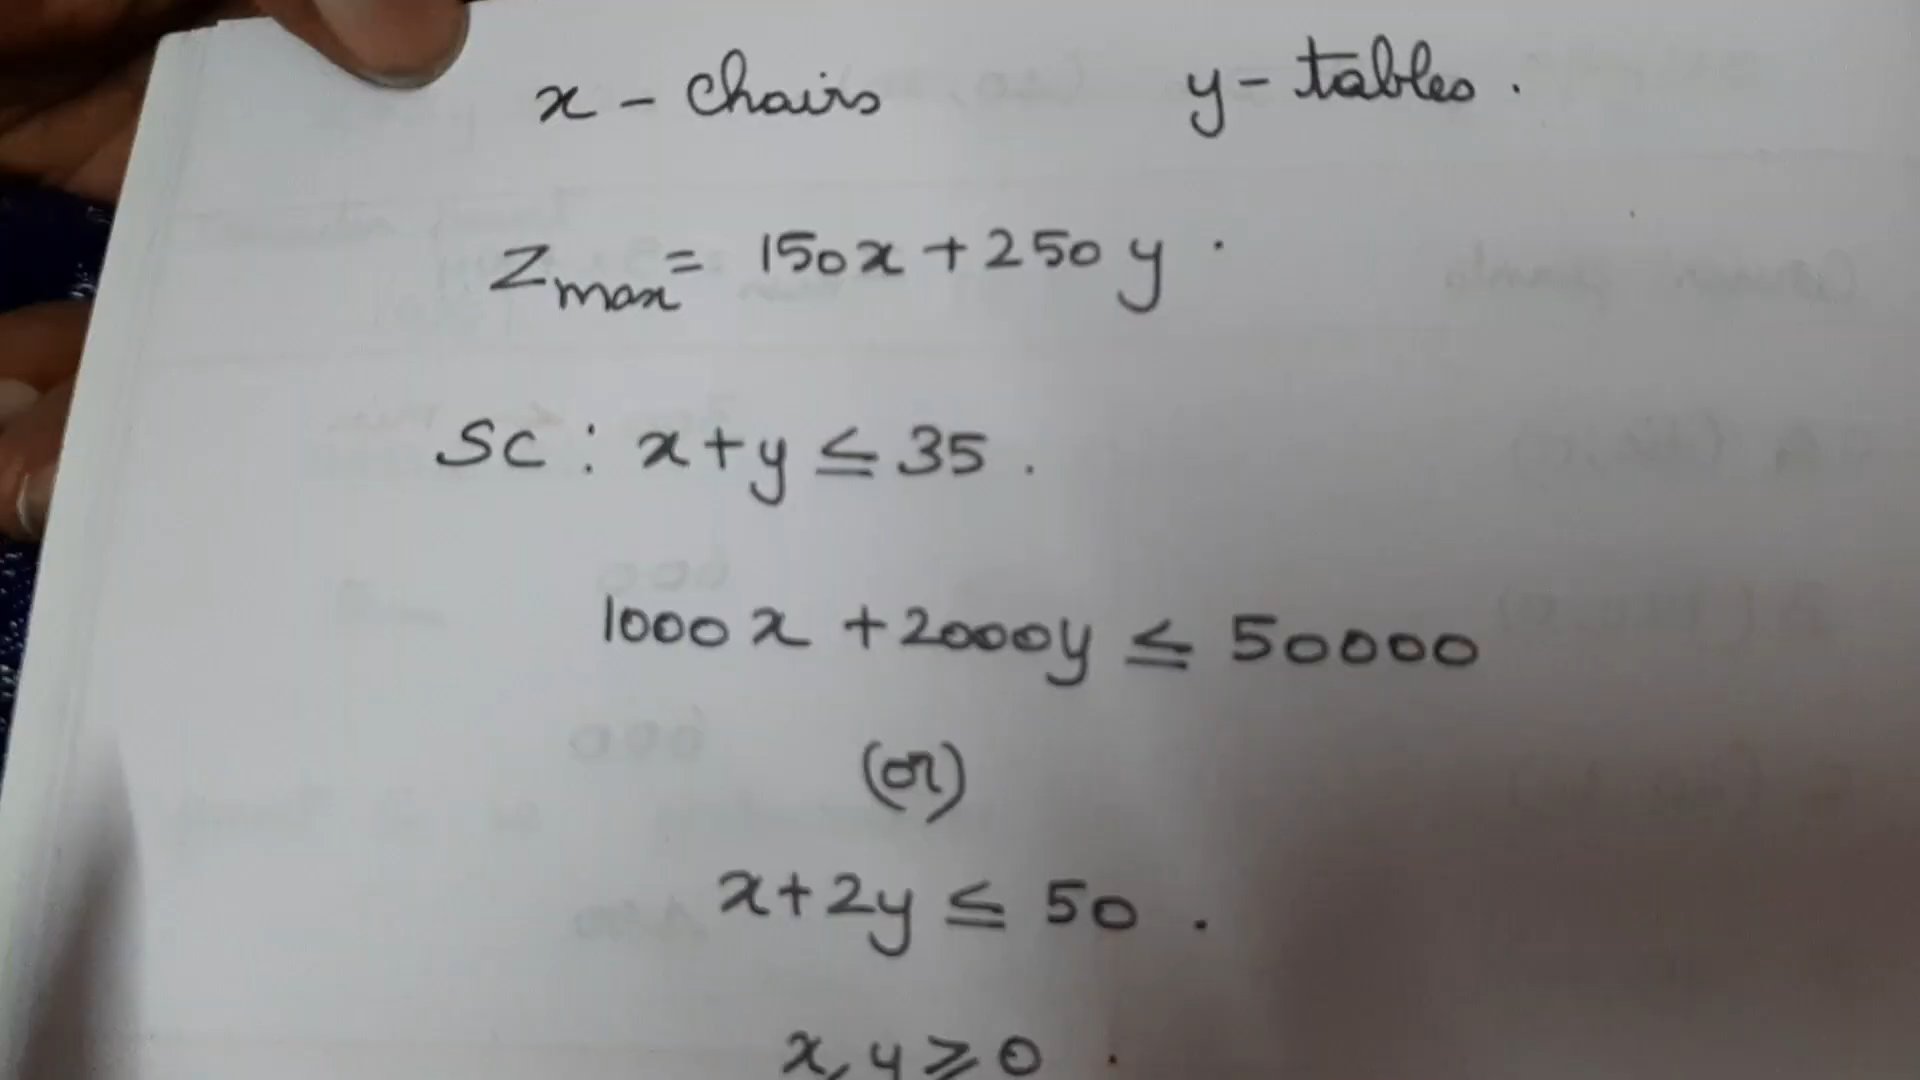 x - Chairs y - tables.
Zmax = 150x + 250y.
SC: x+y ≤ 35.
1000x + 2000y ≤ 50000
(or)
x+2y ≤ 50.
x, y ≥ 0.